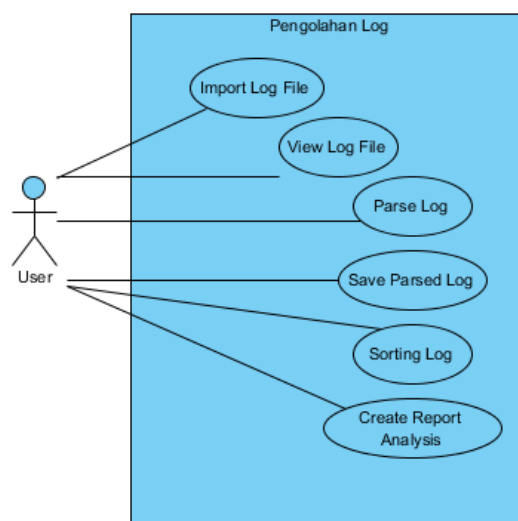 Pengolahan Log
Import Log File
View Log File
Parse Log
User
Save Parsed Log
Sorting Log
Create Report
Analysis